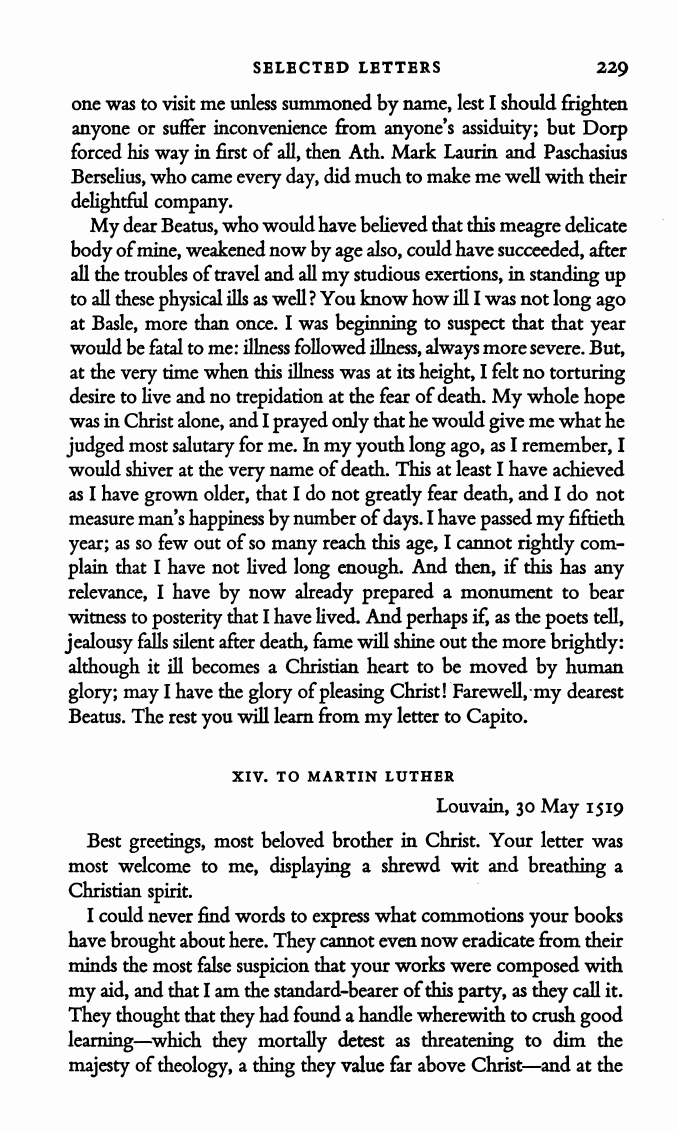 SELECTED LETTERS 229
one was to visit me unless summoned by name, lest I should frighten
anyone or suffer inconvenience from anyone's assiduity; but Dorp
forced his way in first of all, then Ath. Mark Laurin and Paschasius
Berselius, who came every day, did much to make me well with their
delightful company.
My dear Beatus, who would have believed that this meagre delicate
body of mine, weakened now by age also, could have succeeded, after
all the troubles of travel and all my studious exertions, in standing up
to all these physical ills as well? You know how ill I was not long ago
at Basle, more than once. I was beginning to suspect that that year
would be fatal to me: illness followed illness, always more severe. But,
at the very time when this illness was at its height, I felt no torturing
desire to live and no trepidation at the fear of death. My whole hope
was in Christ alone, and I prayed only that he would give me what he
judged most salutary for me. In my youth long ago, as I remember, I
would shiver at the very name of death. This at least I have achieved
as I have grown older, that I do not greatly fear death, and I do not
measure man's happiness by number of days. I have passed my fiftieth
year; as so few out of so many reach this age, I cannot rightly com-
plain that I have not lived long enough. And then, if this has any
relevance, I have by now already prepared a monument to bear
witness to posterity that I have lived. And perhaps if, as the poets tell,
jealousy falls silent after death, fame will shine out the more brightly:
although it ill becomes a Christian heart to be moved by human
glory; may I have the glory of pleasing Christ! Farewell, my dearest
Beatus. The rest you will learn from my letter to Capito.
XIV. TO MARTIN LUTHER
Louvain, 30 May 1519
Best greetings, most beloved brother in Christ. Your letter was
most welcome to me, displaying a shrewd wit and breathing a
Christian spirit.
I could never find words to express what commotions your books
have brought about here. They cannot even now eradicate from their
minds the most false suspicion that your works were composed with
my aid, and that I am the standard-bearer of this party, as they call it.
They thought that they had found a handle wherewith to crush good
learning—which they mortally detest as threatening to dim the
majesty of theology, a thing they value far above Christ—and at the